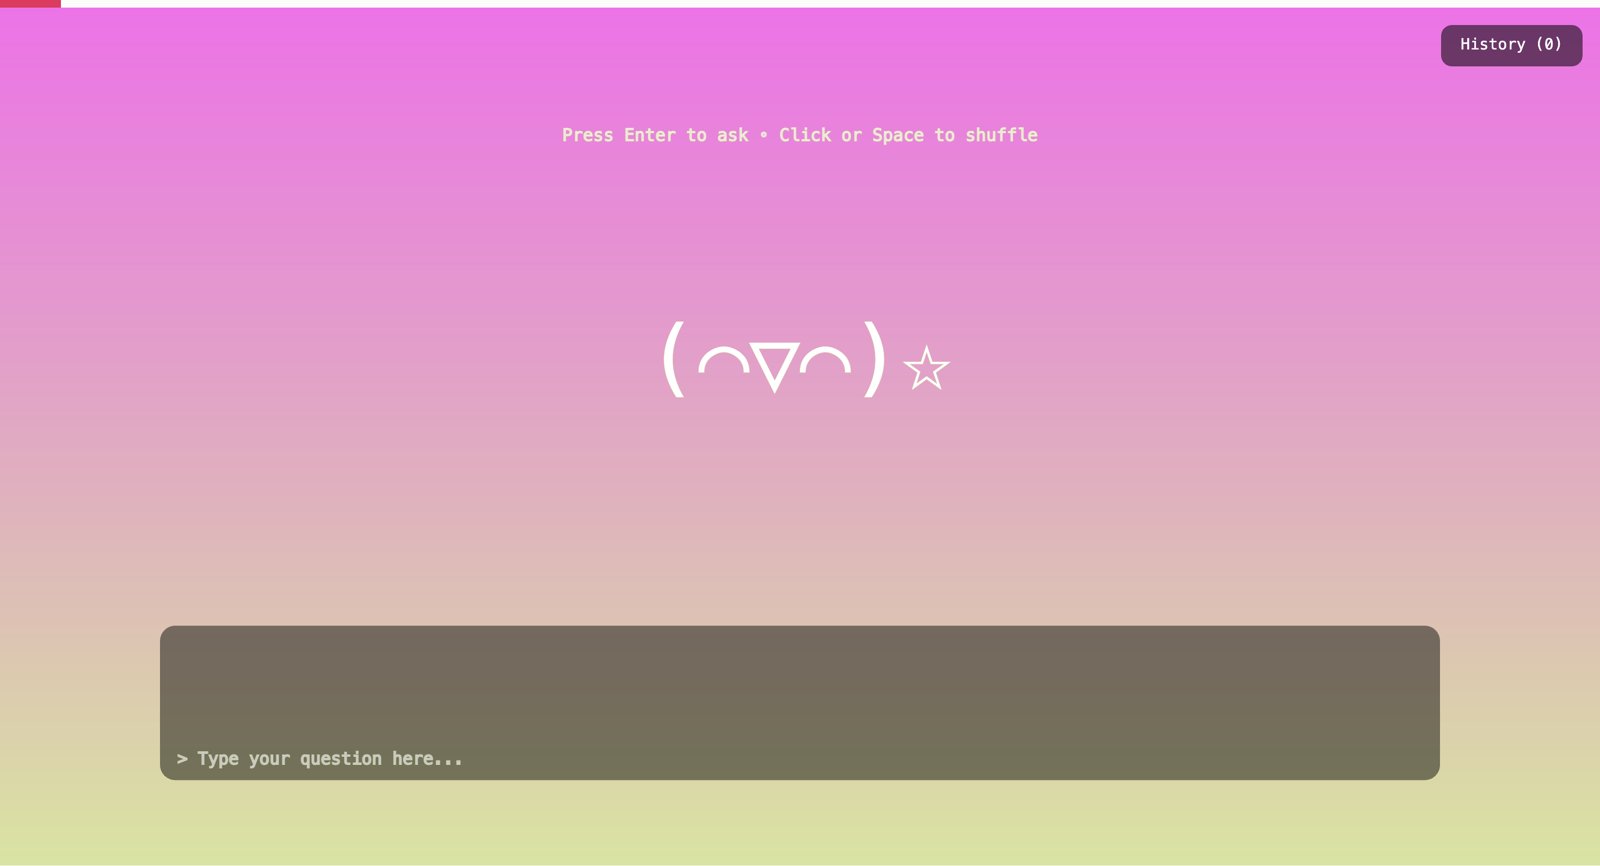 History (0)
Press Enter to ask • Click or Space to shuffle
(⌒▽⌒)☆
> Type your question here...